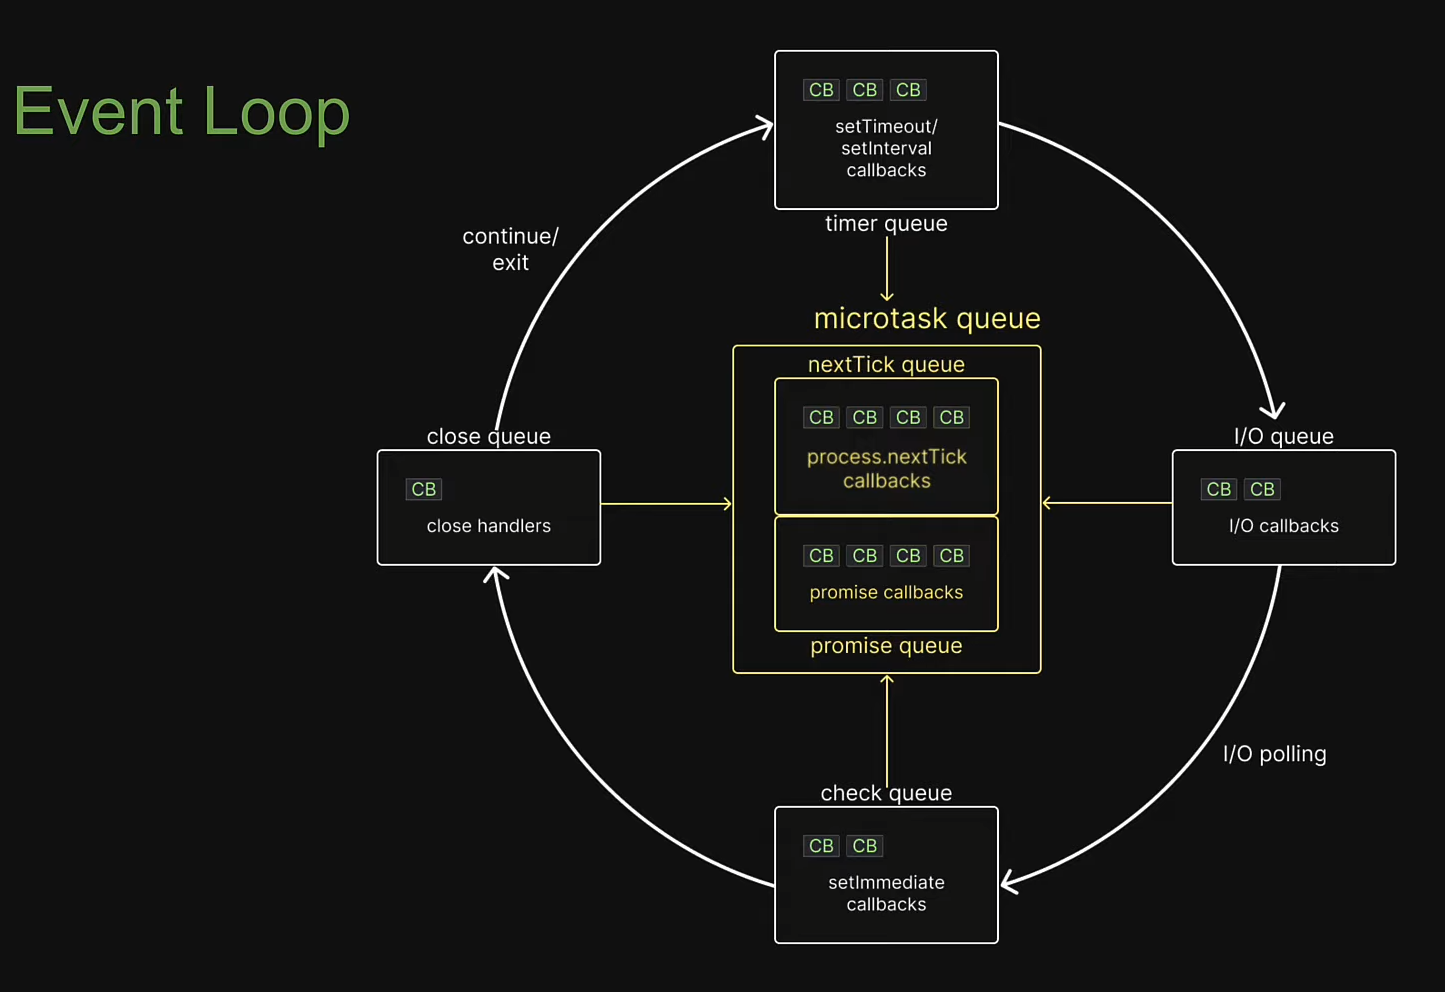 Event Loop
CB CB CB
setTimeout/
setInterval
callbacks
timer queue
continue/
exit
microtask queue
nextTick queue
CB CB CB CB
process.nextTick
callbacks
CB CB CB CB
promise callbacks
promise queue
close queue
CB
close handlers
I/O queue
CB CB
I/O callbacks
I/O polling
check queue
CB CB
setImmediate
callbacks